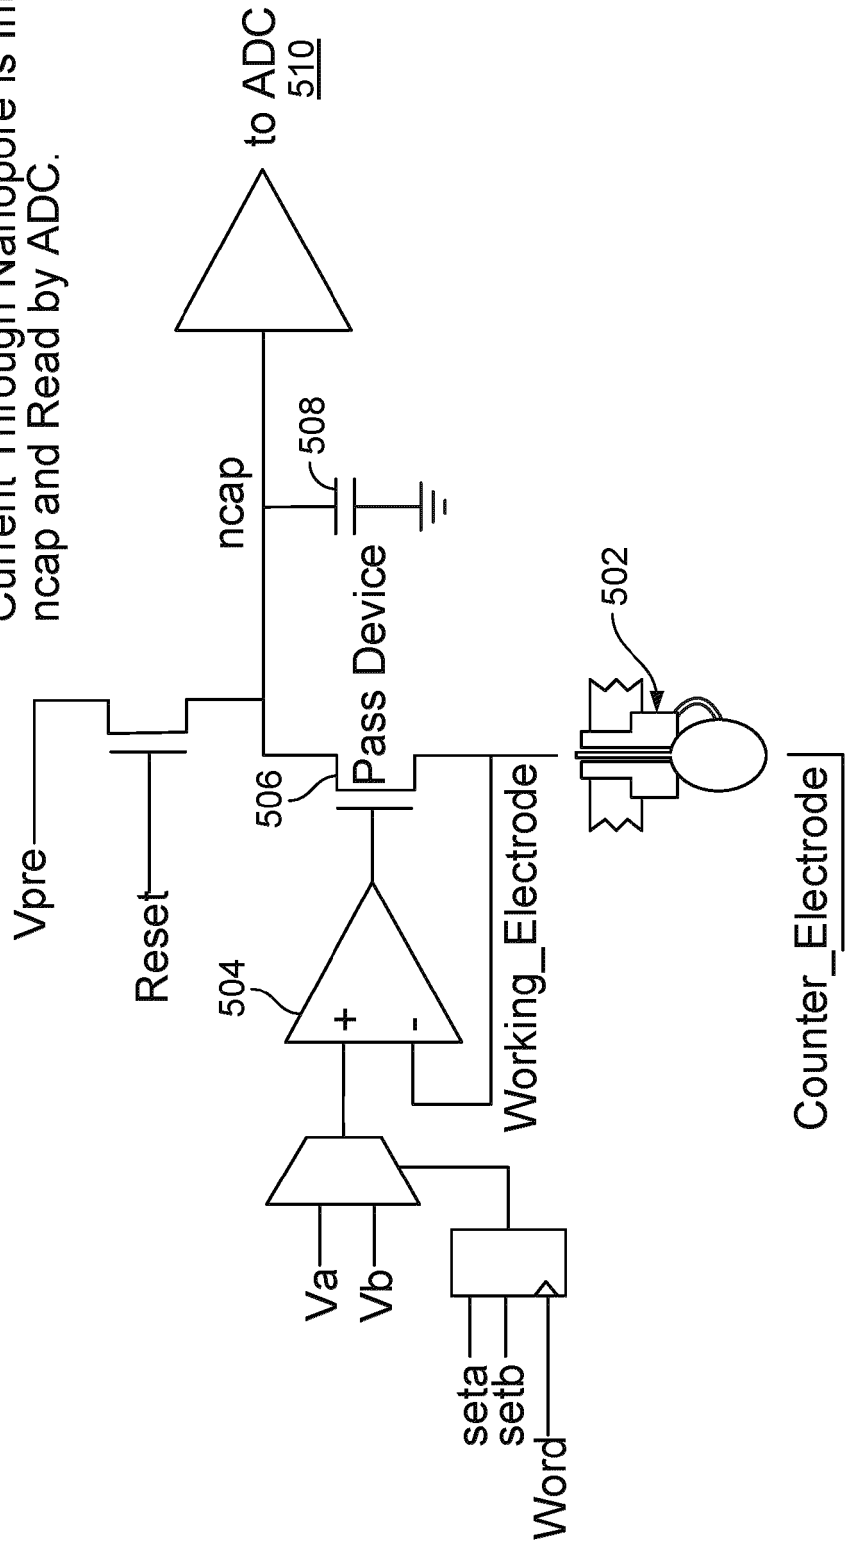 Current Through Nanopore is
ncap and Read by ADC.
to ADC
510
ncap
508
Vpre
Reset
506
Pass Device
504
+
-
Va
Vb
seta
setb
Word
Working_Electrode
502
Counter_Electrode